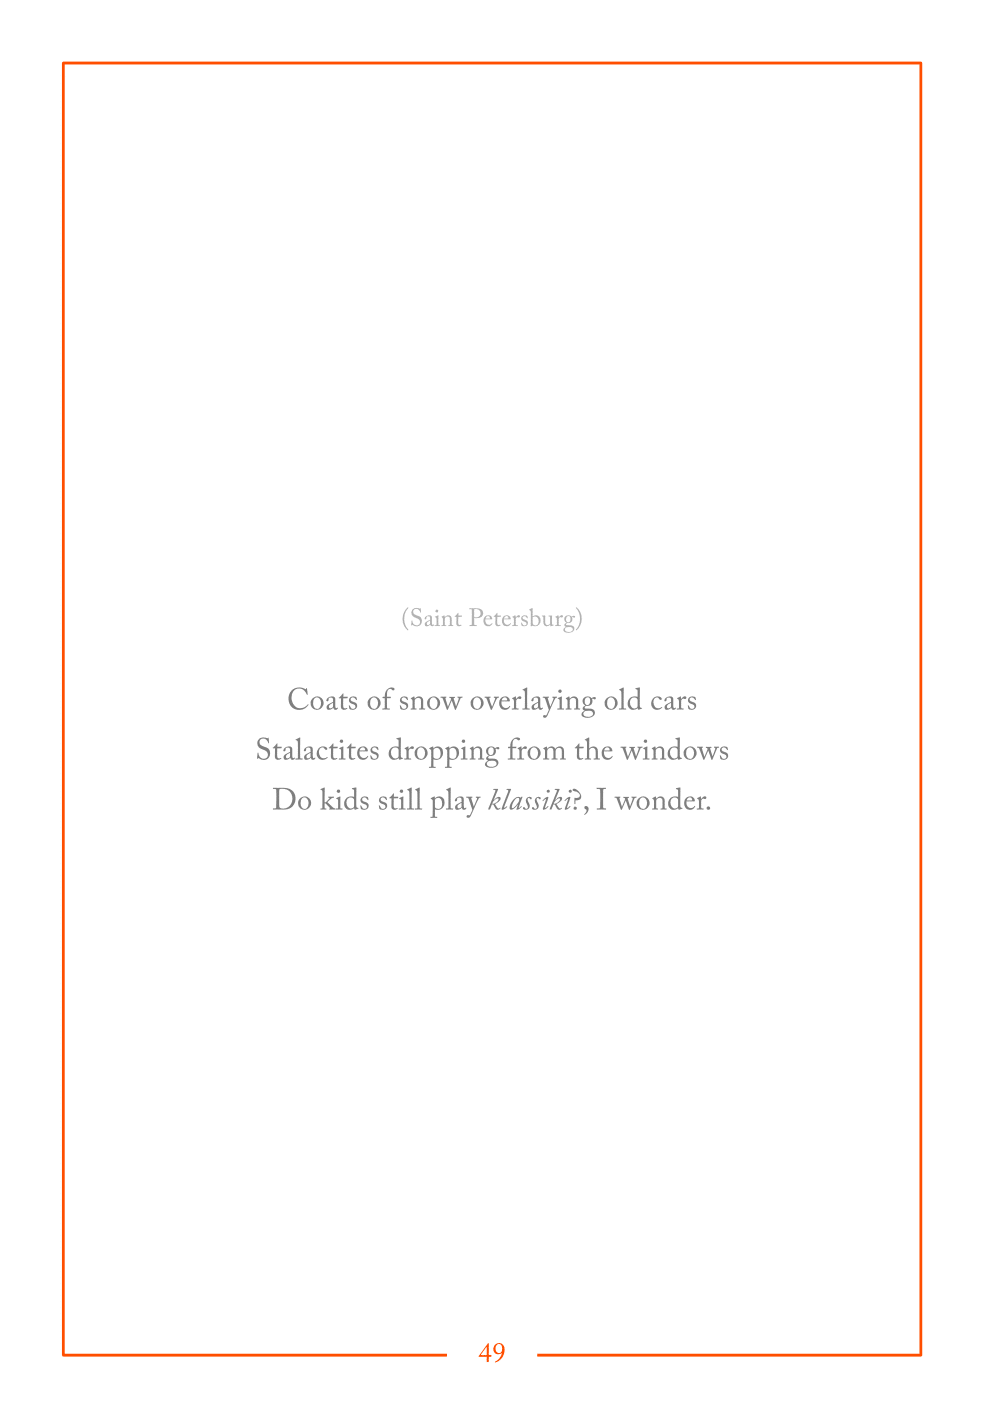 (Saint Petersburg)
Coats of snow overlaying old cars
Stalactites dropping from the windows
Do kids still play klassiki?, I wonder.
49